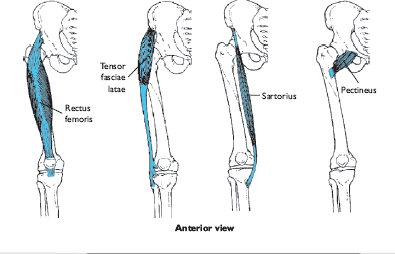 Rectus
femoris
Tensor
fasciae
latae
Sartorius
Pectineus
Anterior view